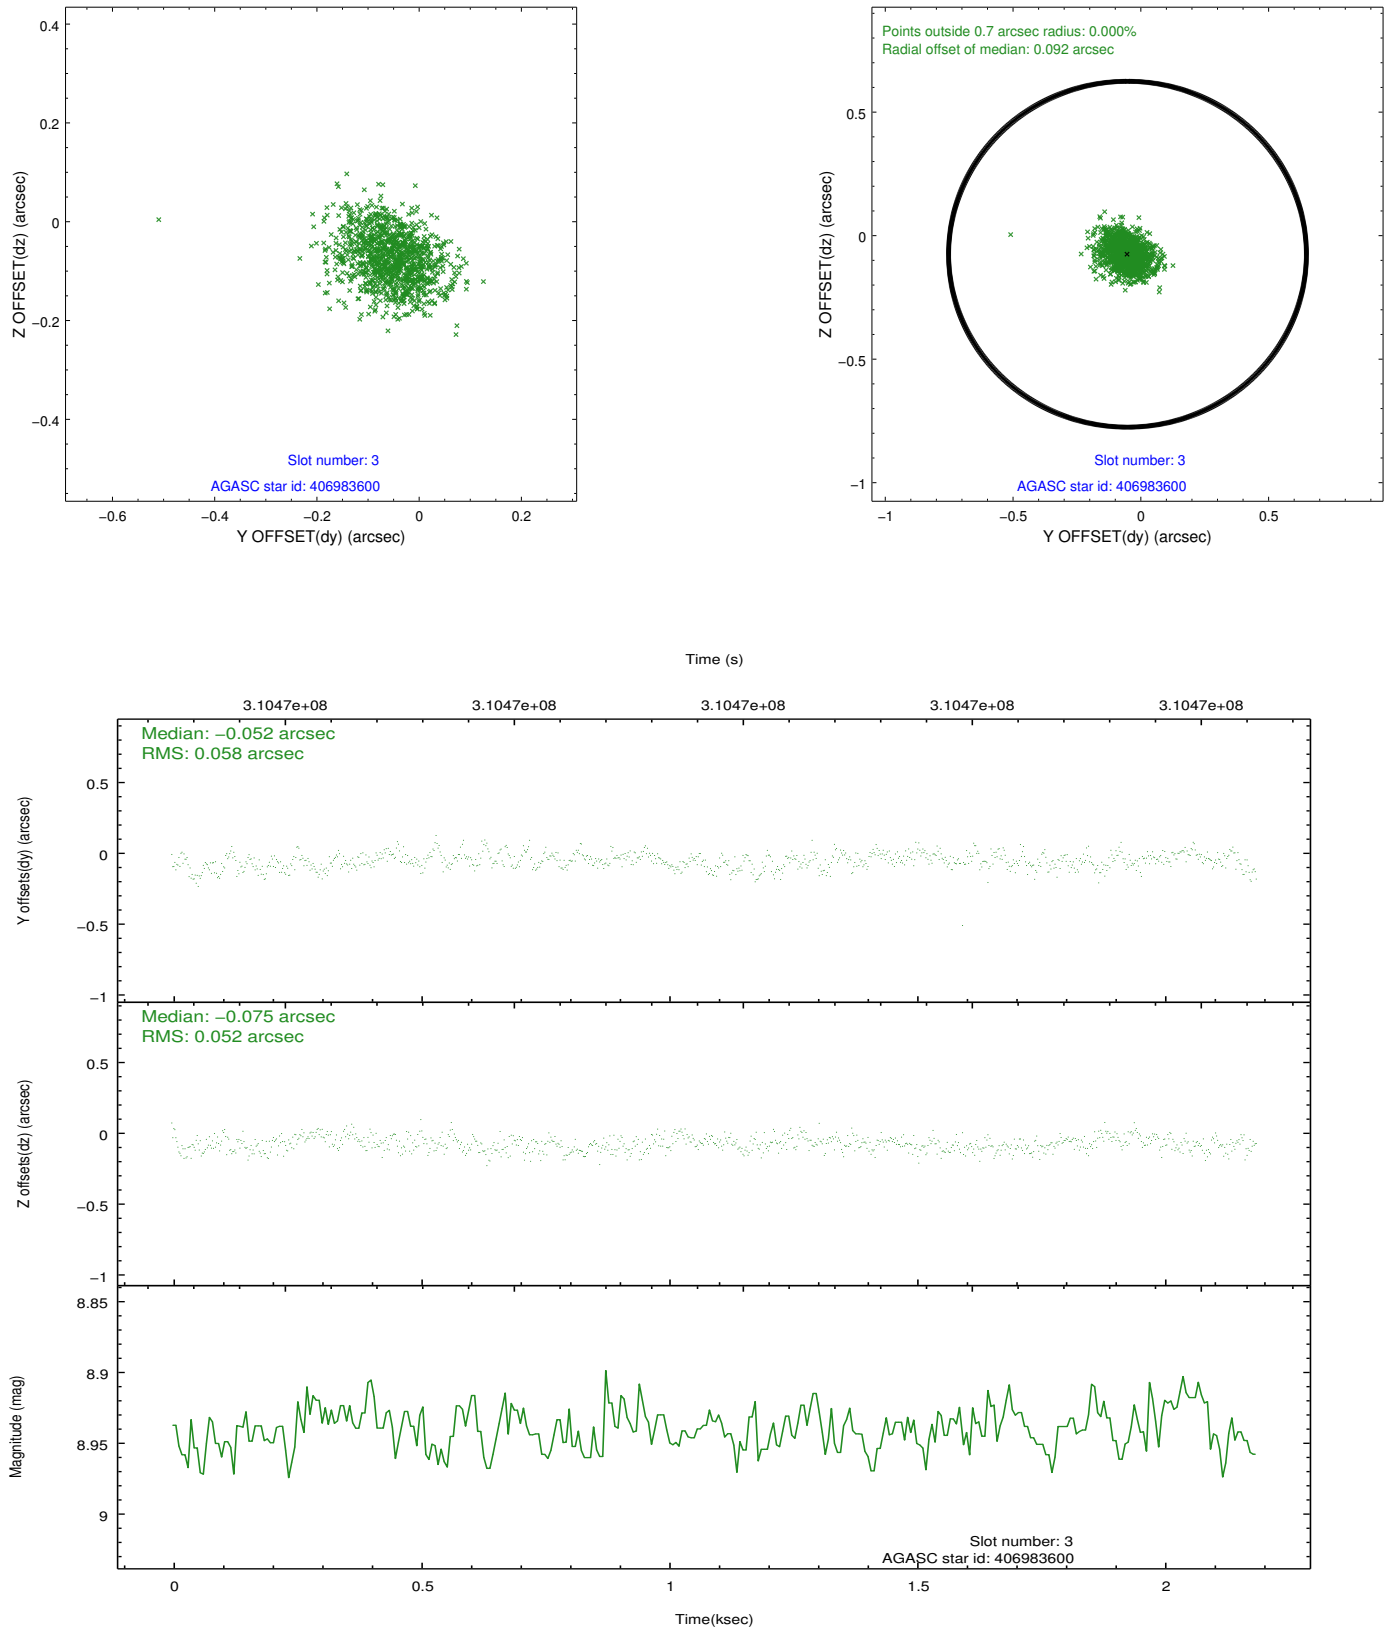 0.4
0.2
0
−0.2
−0.4
Z OFFSET(dz) (arcsec)
Slot number: 3
AGASC star id: 406983600
−0.6 −0.4 −0.2 0 0.2
Y OFFSET(dy) (arcsec)
Points outside 0.7 arcsec radius: 0.000%
Radial offset of median: 0.092 arcsec
0.5
0
−0.5
−1
Z OFFSET(dz) (arcsec)
Slot number: 3
AGASC star id: 406983600
−1 −0.5 0 0.5
Y OFFSET(dy) (arcsec)
Time (s)
3.1047e+08 3.1047e+08 3.1047e+08 3.1047e+08 3.1047e+08
Median: −0.052 arcsec
RMS: 0.058 arcsec
0.5
0
−0.5
−1
Y offsets(dy) (arcsec)
Median: −0.075 arcsec
RMS: 0.052 arcsec
0.5
0
−0.5
−1
Z offsets(dz) (arcsec)
8.85
8.9
8.95
9
Magnitude (mag)
Slot number: 3
AGASC star id: 406983600
0 0.5 1 1.5 2
Time(ksec)